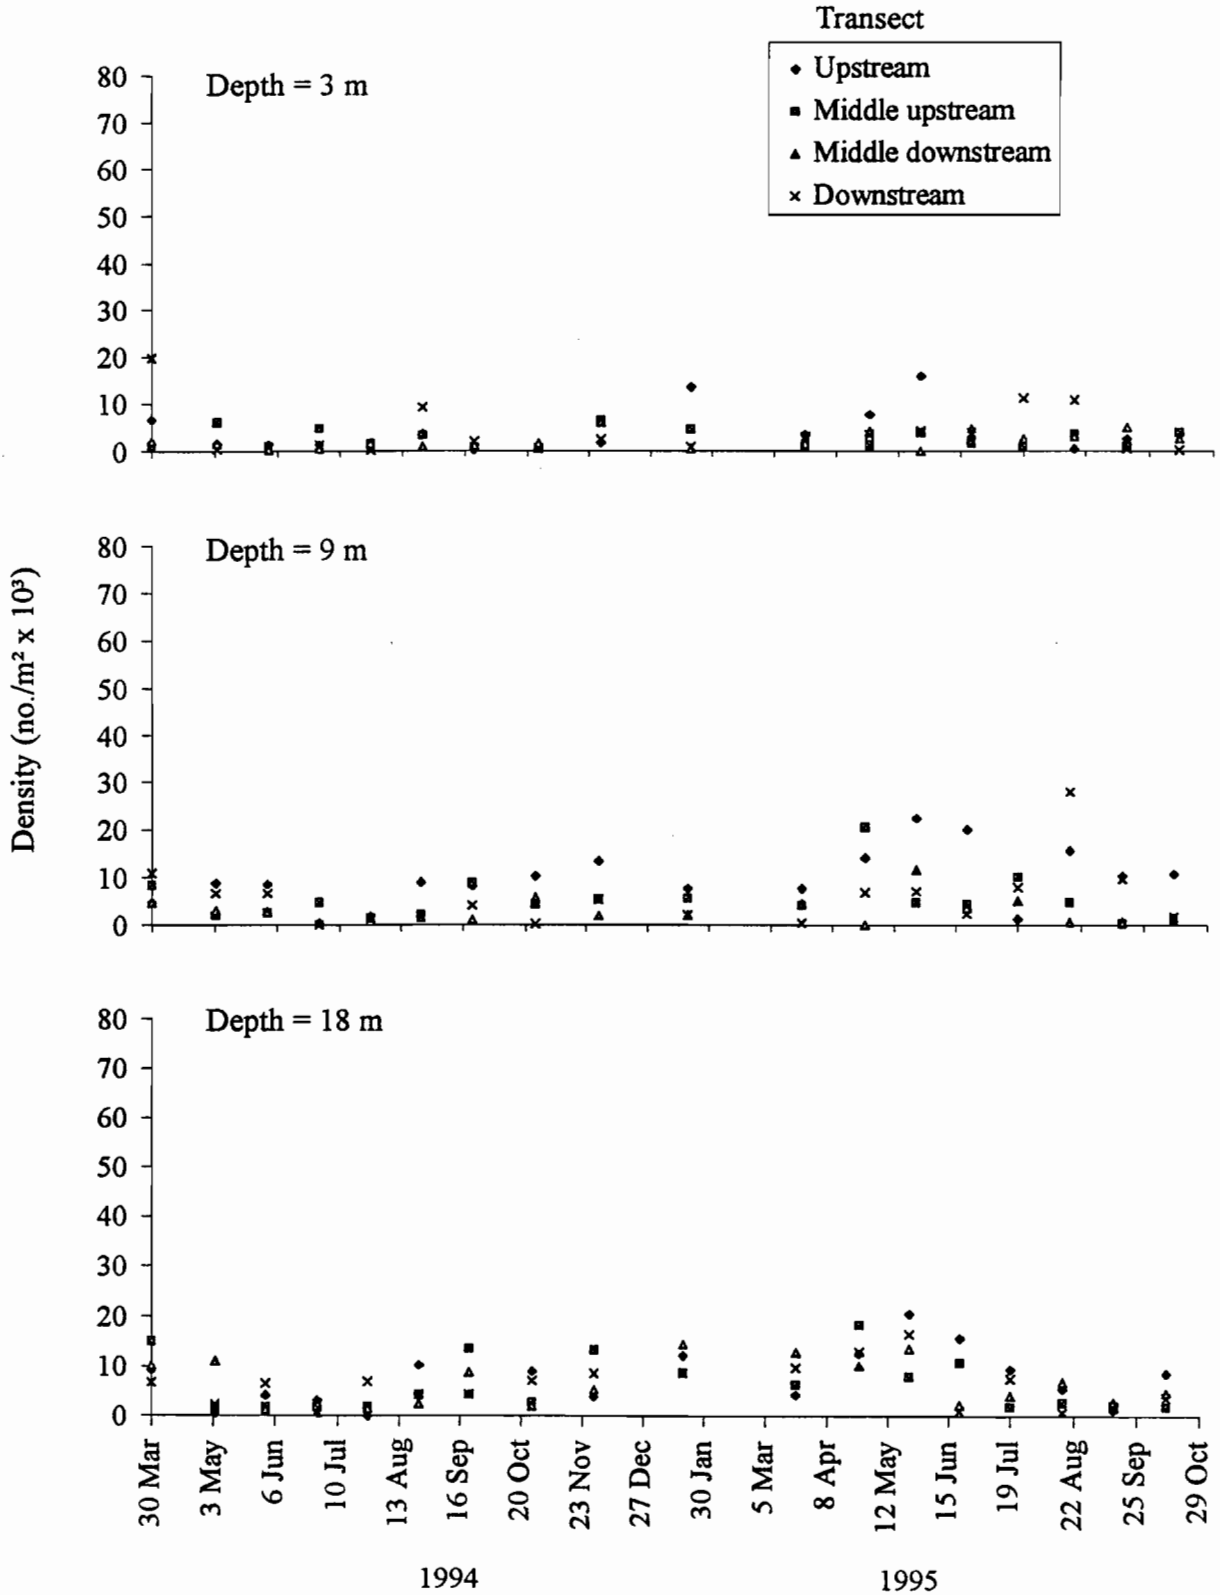 Transect
Upstream
Middle upstream
Middle downstream
Downstream
Depth = 3 m
80
70
60
50
40
30
20
10
0
Depth = 9 m
80
70
60
50
40
30
20
10
0
Density (no./m² x 10³)
Depth = 18 m
80
70
60
50
40
30
20
10
0
30 Mar
3 May
6 Jun
10 Jul
13 Aug
16 Sep
20 Oct
23 Nov
27 Dec
30 Jan
5 Mar
8 Apr
12 May
15 Jun
19 Jul
22 Aug
25 Sep
29 Oct
1994
1995